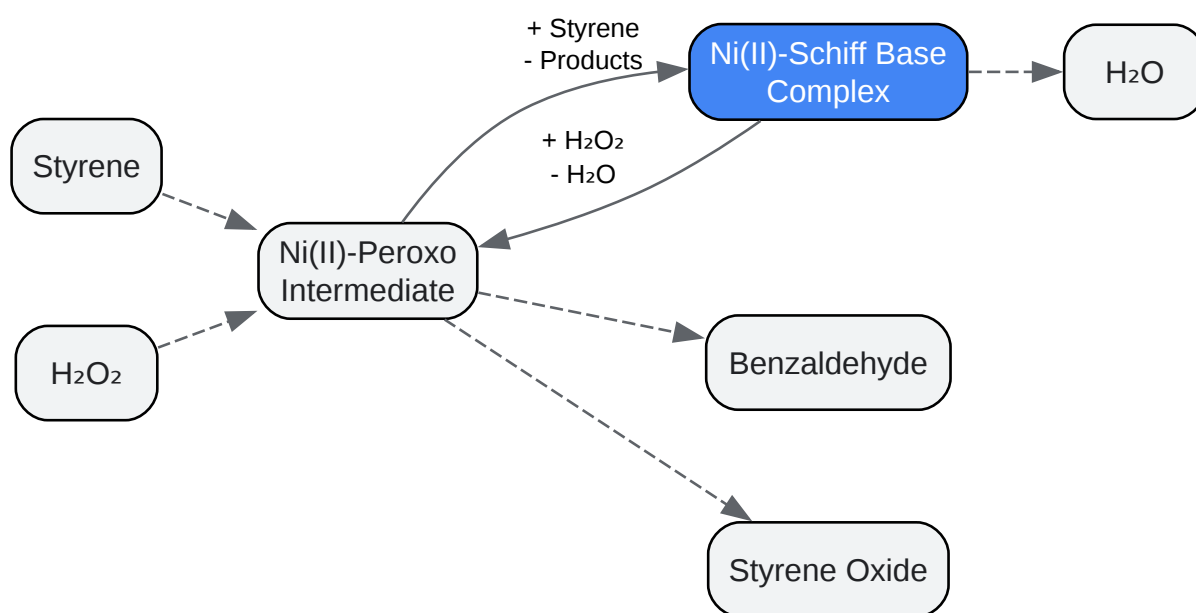 + Styrene
- Products
Ni(II)-Schiff Base
Complex
H₂O
Styrene
+ H₂O₂
- H₂O
Ni(II)-Peroxo
Intermediate
H₂O₂
Benzaldehyde
Styrene Oxide